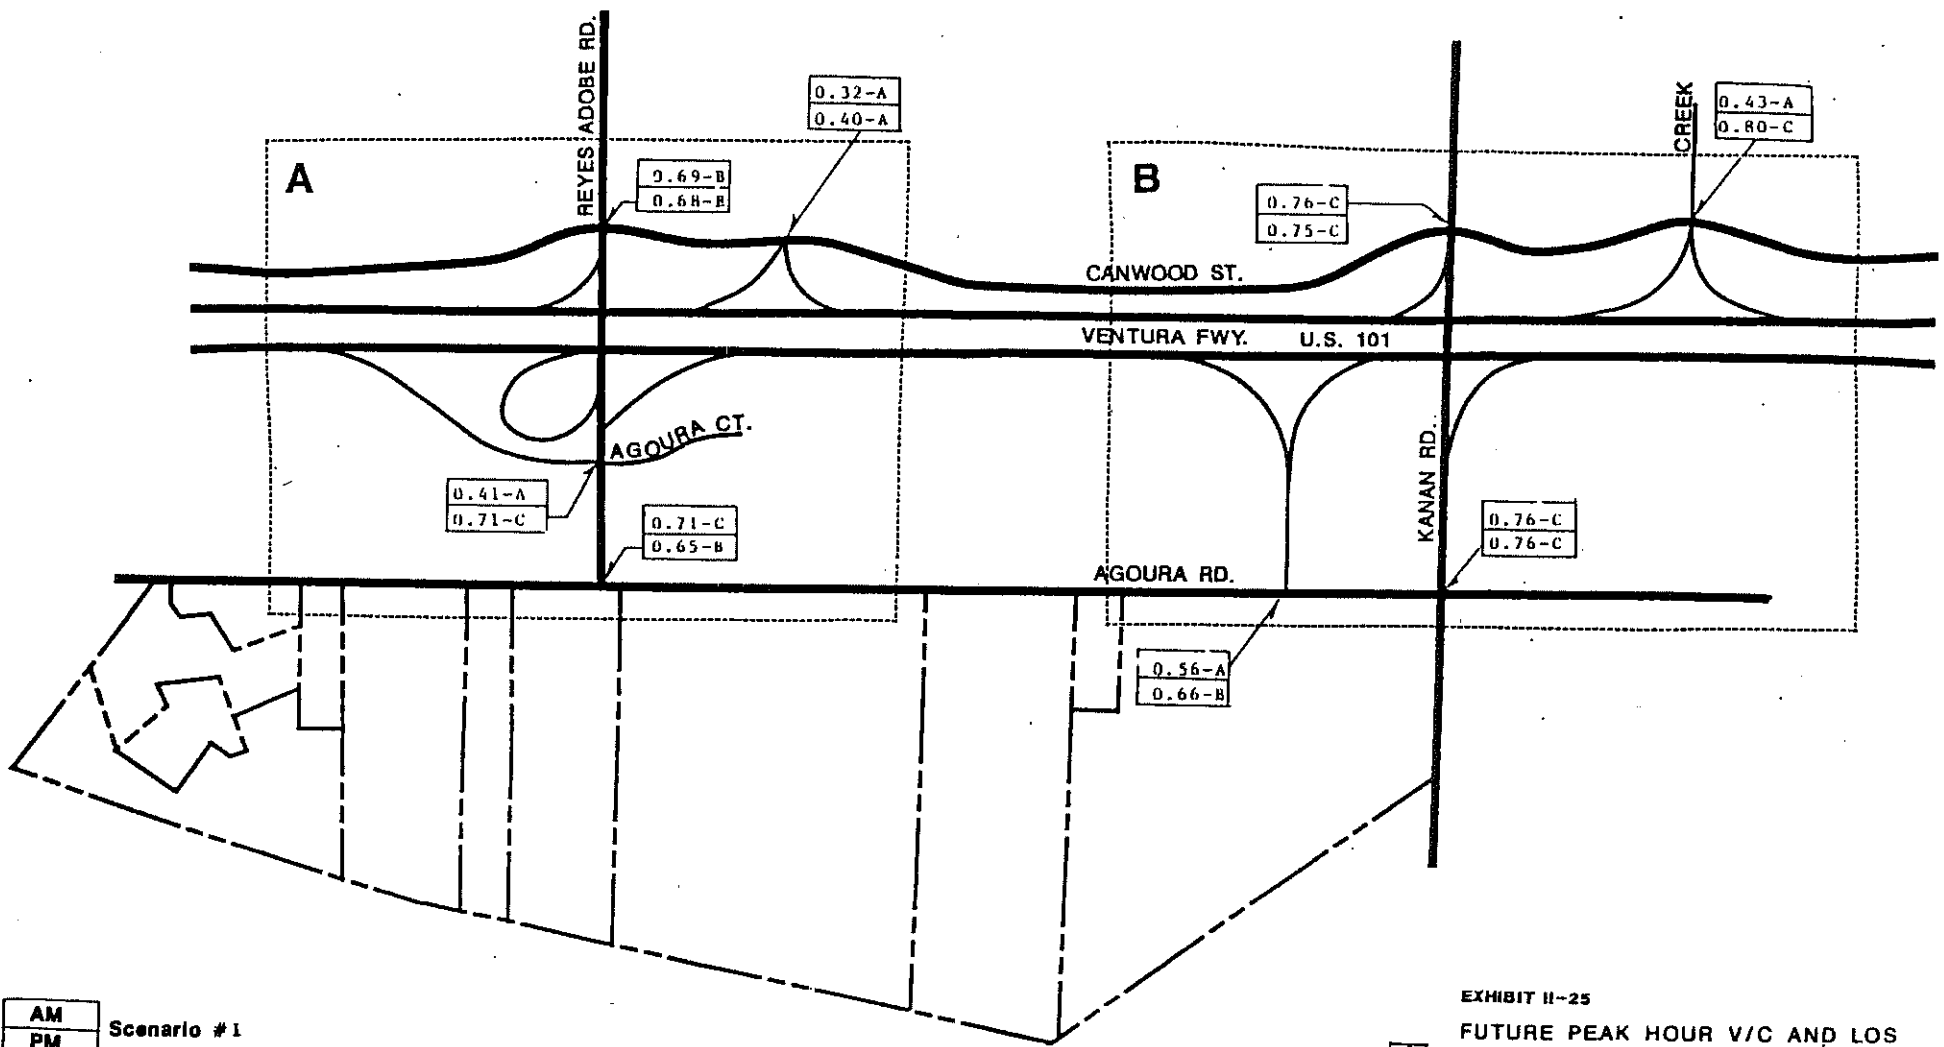 REYES ADOBE RD.
0.32-A
0.40-A
CREEK
0.43-A
0.80-C
A
B
0.69-B
0.68-B
0.76-C
0.75-C
CANWOOD ST.
VENTURA FWY. U.S. 101
AGOURA CT.
KANAN RD.
0.41-A
0.71-C
0.71-C
0.65-B
0.76-C
0.76-C
AGOURA RD.
0.56-A
0.66-B
AM
PM
Scenario #1
EXHIBIT II-25
FUTURE PEAK HOUR V/C AND LOS